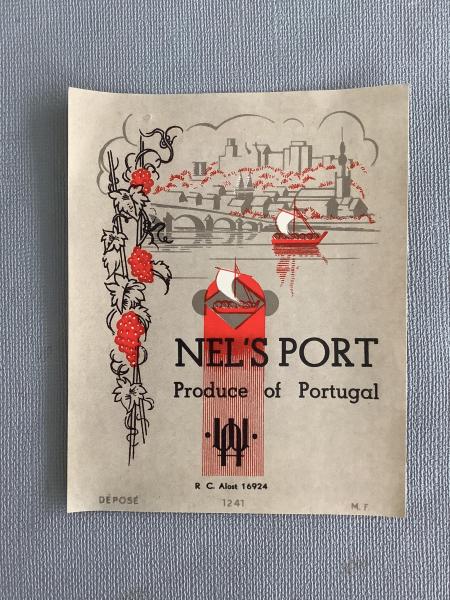 NEL'S PORT
Produce of Portugal
R C. Alost 16924
DÉPOSÉ 1241 M. F